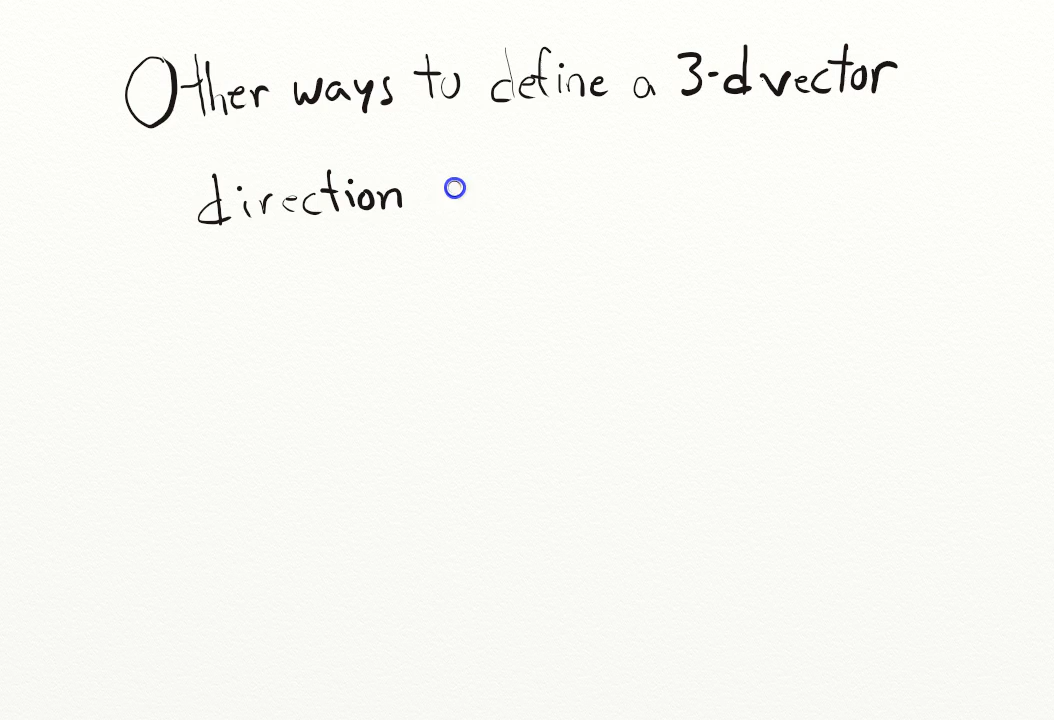 Other ways to define a 3-d vector
direction